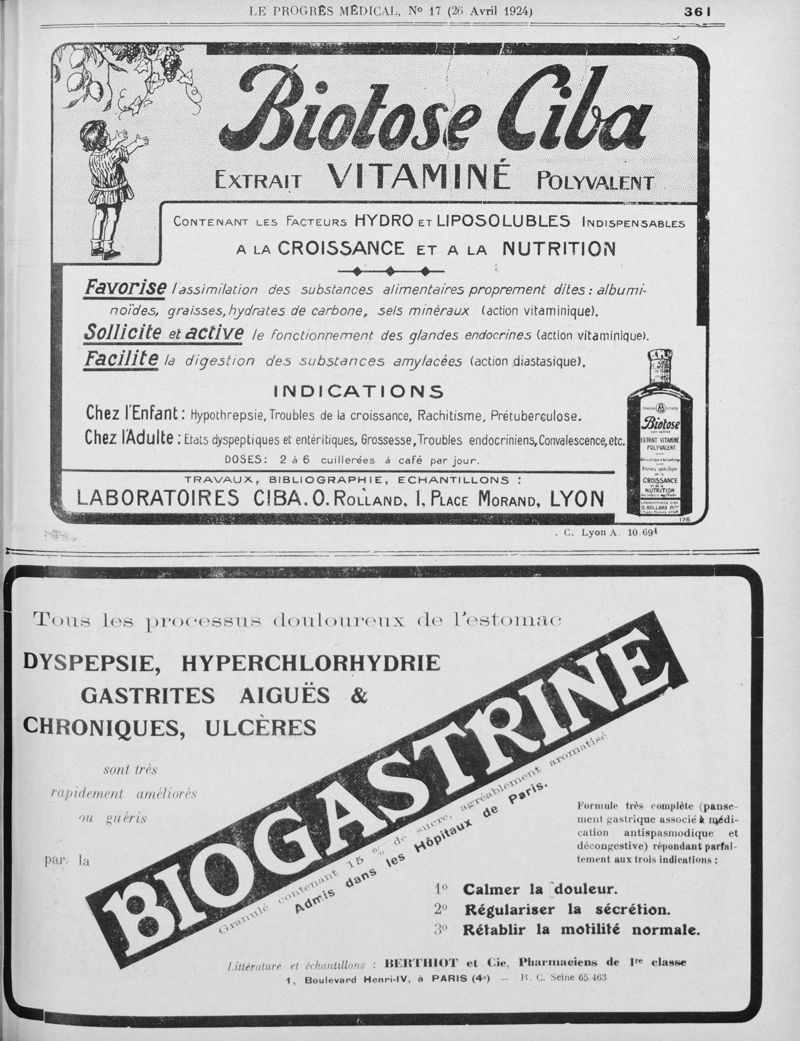 LE PROGRÈS MÉDICAL, No 17 (26 Avril 1924)
361
Biotose Ciba
EXTRAIT VITAMINÉ POLYVALENT
CONTENANT LES FACTEURS HYDRO ET LIPOSOLUBLES INDISPENSABLES
A LA CROISSANCE ET A LA NUTRITION
Favorise l'assimilation des substances alimentaires proprement dites : albumi-
noïdes, graisses, hydrates de carbone, sels minéraux (action vitaminique).
Sollicite et active le fonctionnement des glandes endocrines (action vitaminique).
Facilite la digestion des substances amylacées (action diastasique).
INDICATIONS
Chez l'Enfant : Hypothrepsie, Troubles de la croissance, Rachitisme, Prétuberculose.
Chez l'Adulte : Etats dyspeptiques et entéritiques, Grossesse, Troubles endocriniens, Convalescence, etc.
DOSES: 2 à 6 cuillerées à café par jour.
TRAVAUX, BIBLIOGRAPHIE, ECHANTILLONS :
LABORATOIRES CIBA. O. ROLLAND, 1, PLACE MORAND, LYON
Biotose
EXTRAIT VITAMINÉ
POLYVALENT
CROISSANCE
NUTRITION
LABORATOIRES CIBA
O. ROLLAND
176
. C. Lyon A. 10.694
Tous les processus douloureux de l'estomac
DYSPEPSIE, HYPERCHLORHYDRIE
GASTRITES AIGUËS &
CHRONIQUES, ULCÈRES
sont très
rapidement améliorés
ou guéris
par la
BIOGASTRINE
Granulé contenant 15 % de sucre, agréablement aromatisé
Admis dans les Hôpitaux de Paris.
Formule très complète (panse-
ment gastrique associé à médi-
cation antispasmodique et
décongestive) répondant parfai-
tement aux trois indications :
1º Calmer la douleur.
2º Régulariser la sécrétion.
3º Rétablir la motilité normale.
Littérature et échantillons : BERTHIOT et Cie, Pharmaciens de 1re classe
1, Boulevard Henri-IV, à PARIS (4e) — R. C. Seine 65.463